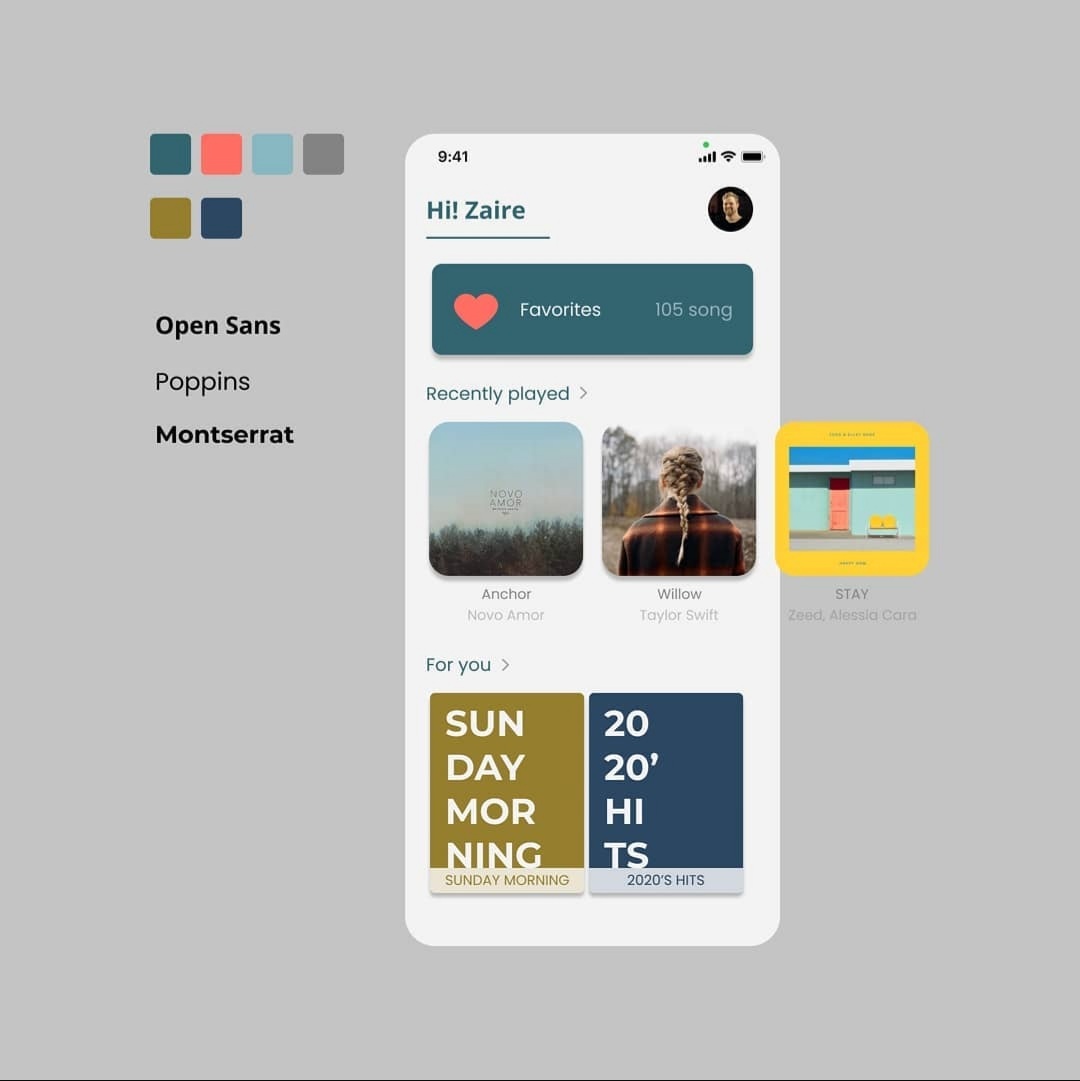 9:41
Hi! Zaire
Open Sans
Poppins
Montserrat
Favorites 105 song
Recently played
NOVO
AMOR
Anchor
Novo Amor
Willow
Taylor Swift
STAY
Zeed, Alessia Cara
For you
SUN
DAY
MOR
NING
SUNDAY MORNING
20
20’
HI
TS
2020’S HITS